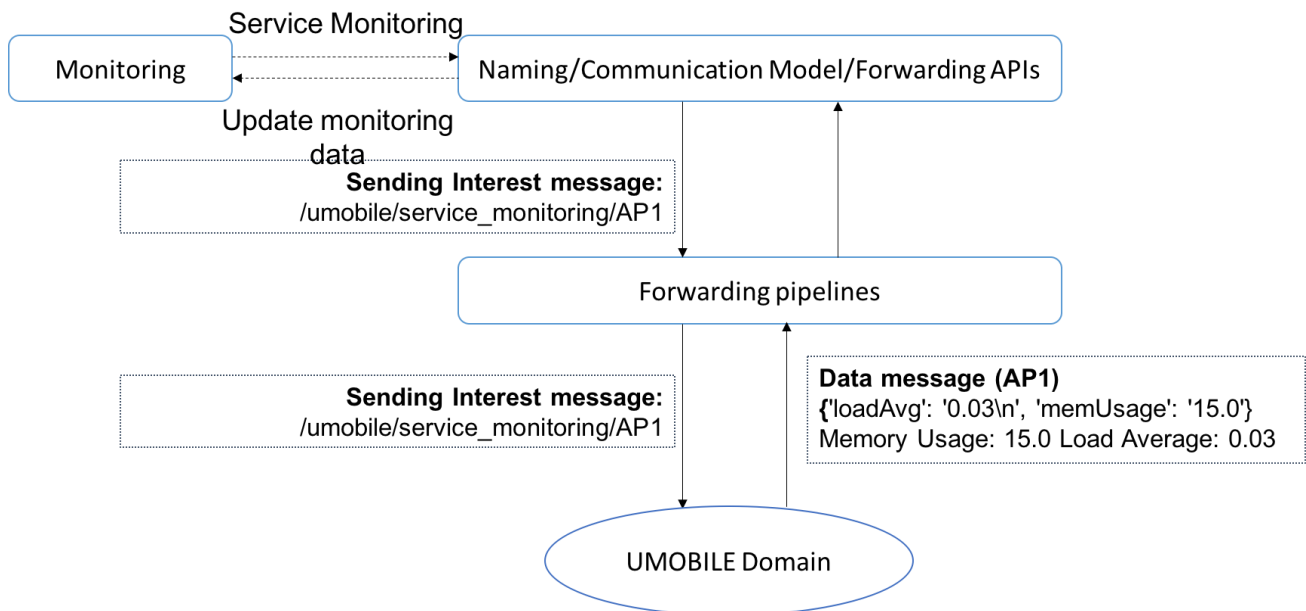 Service Monitoring
Monitoring
Naming/Communication Model/Forwarding APIs
Update monitoring
data
Sending Interest message:
/umobile/service_monitoring/AP1
Forwarding pipelines
Sending Interest message:
/umobile/service_monitoring/AP1
Data message (AP1)
{'loadAvg': '0.03\n', 'memUsage': '15.0'}
Memory Usage: 15.0 Load Average: 0.03
UMOBILE Domain